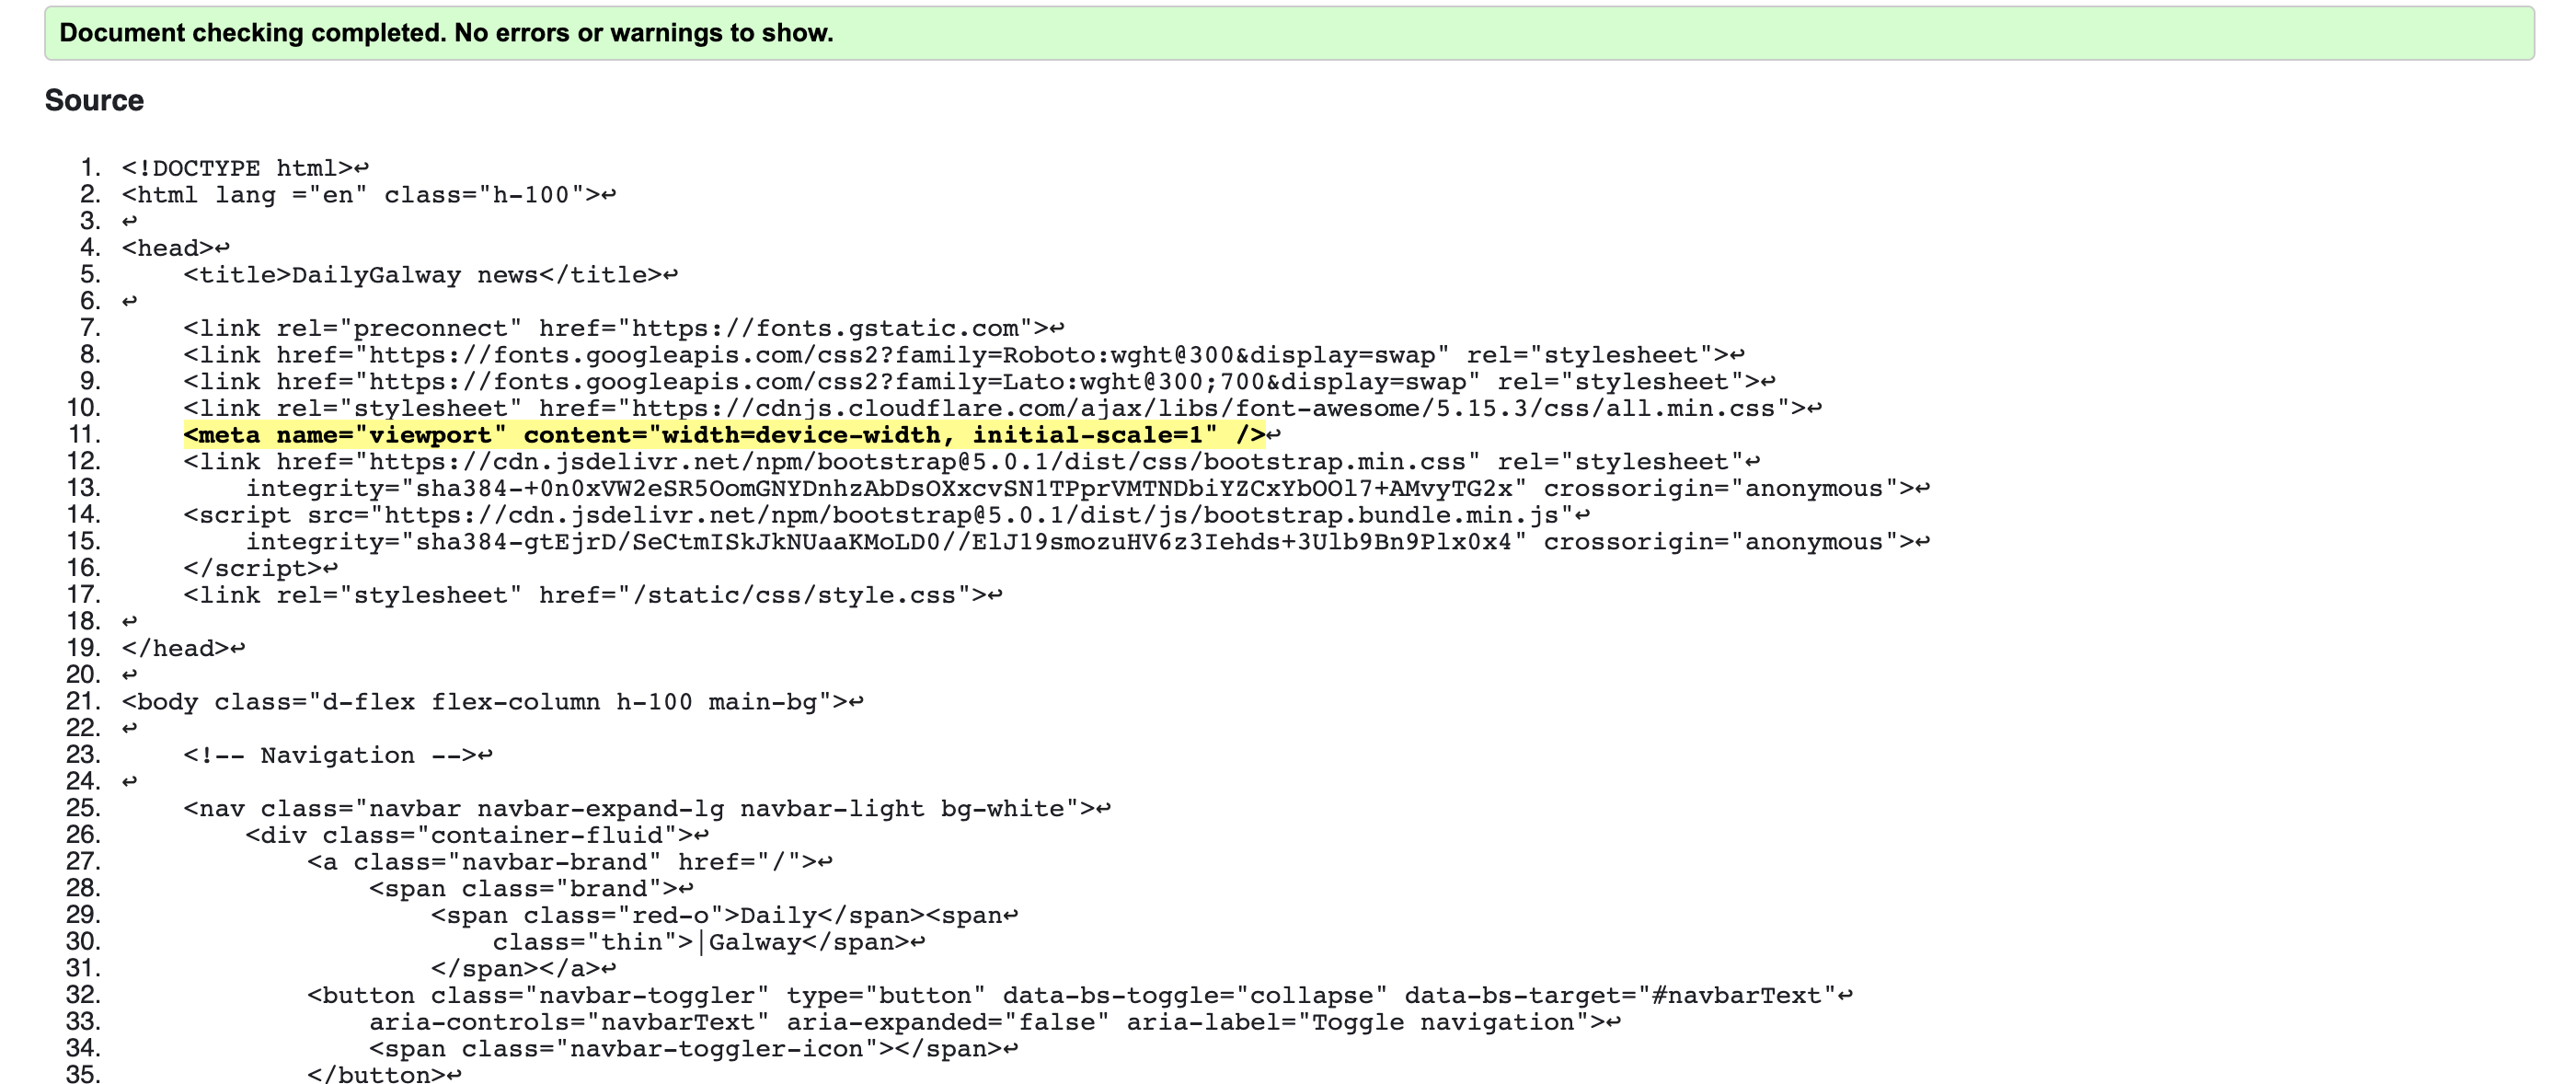 Document checking completed. No errors or warnings to show.
Source
1. <!DOCTYPE html>↩
2. <html lang ="en" class="h-100">↩
3. ↩
4. <head>↩
5.     <title>DailyGalway news</title>↩
6. ↩
7.     <link rel="preconnect" href="https://fonts.gstatic.com">↩
8.     <link href="https://fonts.googleapis.com/css2?family=Roboto:wght@300&display=swap" rel="stylesheet">↩
9.     <link href="https://fonts.googleapis.com/css2?family=Lato:wght@300;700&display=swap" rel="stylesheet">↩
10.     <link rel="stylesheet" href="https://cdnjs.cloudflare.com/ajax/libs/font-awesome/5.15.3/css/all.min.css">↩
11.     <meta name="viewport" content="width=device-width, initial-scale=1" />↩
12.     <link href="https://cdn.jsdelivr.net/npm/bootstrap@5.0.1/dist/css/bootstrap.min.css" rel="stylesheet"↩
13.         integrity="sha384-+0n0xVW2eSR5OomGNYDnhzAbDsOXxcvSN1TPprVMTNDbiYZCxYbOOl7+AMvyTG2x" crossorigin="anonymous">↩
14.     <script src="https://cdn.jsdelivr.net/npm/bootstrap@5.0.1/dist/js/bootstrap.bundle.min.js"↩
15.         integrity="sha384-gtEjrD/SeCtmISkJkNUaaKMoLD0//ElJ19smozuHV6z3Iehds+3Ulb9Bn9Plx0x4" crossorigin="anonymous">↩
16.     </script>↩
17.     <link rel="stylesheet" href="/static/css/style.css">↩
18. ↩
19. </head>↩
20. ↩
21. <body class="d-flex flex-column h-100 main-bg">↩
22. ↩
23.     <!-- Navigation -->↩
24. ↩
25.     <nav class="navbar navbar-expand-lg navbar-light bg-white">↩
26.         <div class="container-fluid">↩
27.             <a class="navbar-brand" href="/">↩
28.                 <span class="brand">↩
29.                     <span class="red-o">Daily</span><span↩
30.                         class="thin">|Galway</span>↩
31.                     </span></a>↩
32.             <button class="navbar-toggler" type="button" data-bs-toggle="collapse" data-bs-target="#navbarText"↩
33.                 aria-controls="navbarText" aria-expanded="false" aria-label="Toggle navigation">↩
34.                 <span class="navbar-toggler-icon"></span>↩
35.             </button>↩